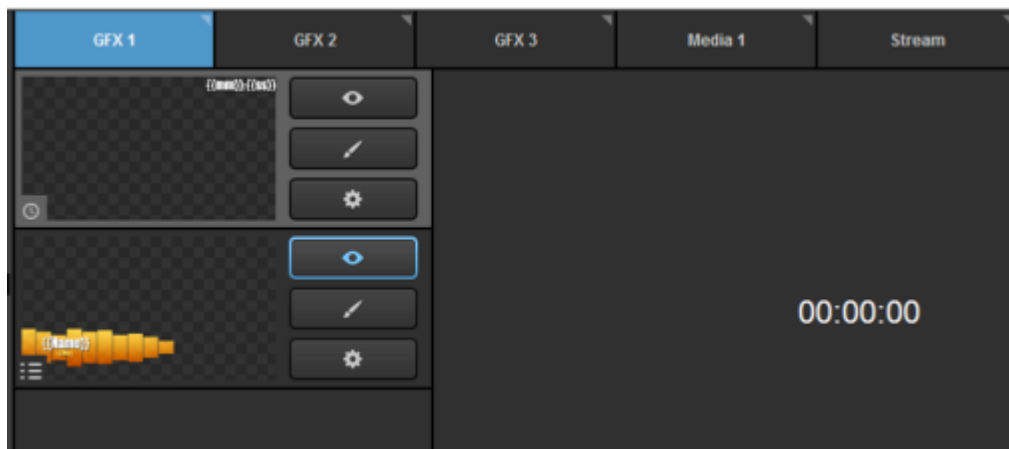 GFX 1
GFX 2
GFX 3
Media 1
Stream
{{mm}}:{{ss}}
{{Name}}
00:00:00